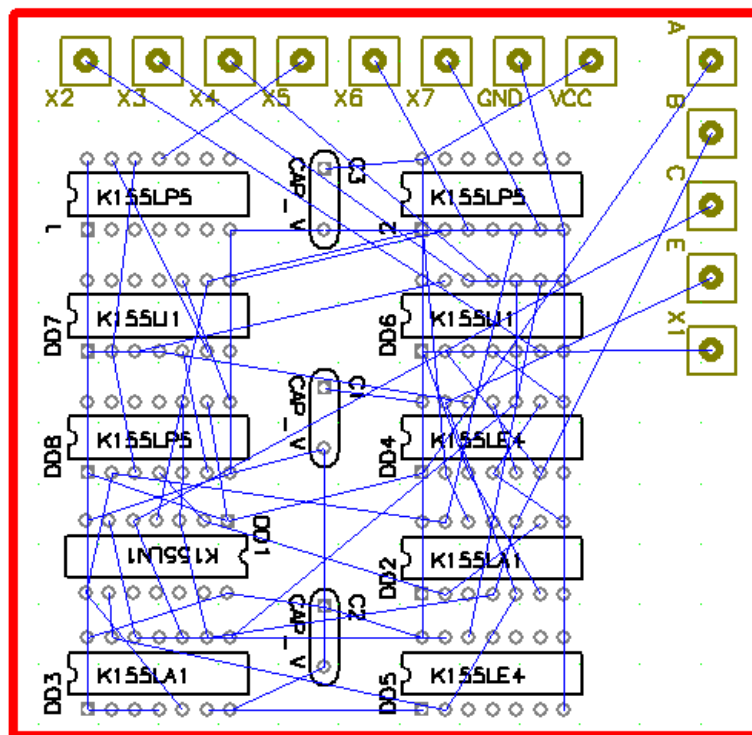 X2 X3 X4 X5 X6 X7 GND VCC
A
B
C
E
X1
K155LP5
CAP_V
C3
K155LP5
2
K155LI1
DD7
K155LI1
DD6
K155LP5
DD8
CAP_V
C1
K155LE4
DD4
K155LN1
DD1
K155LA1
DD2
K155LA1
DD3
CAP_V
C2
K155LE4
DD5